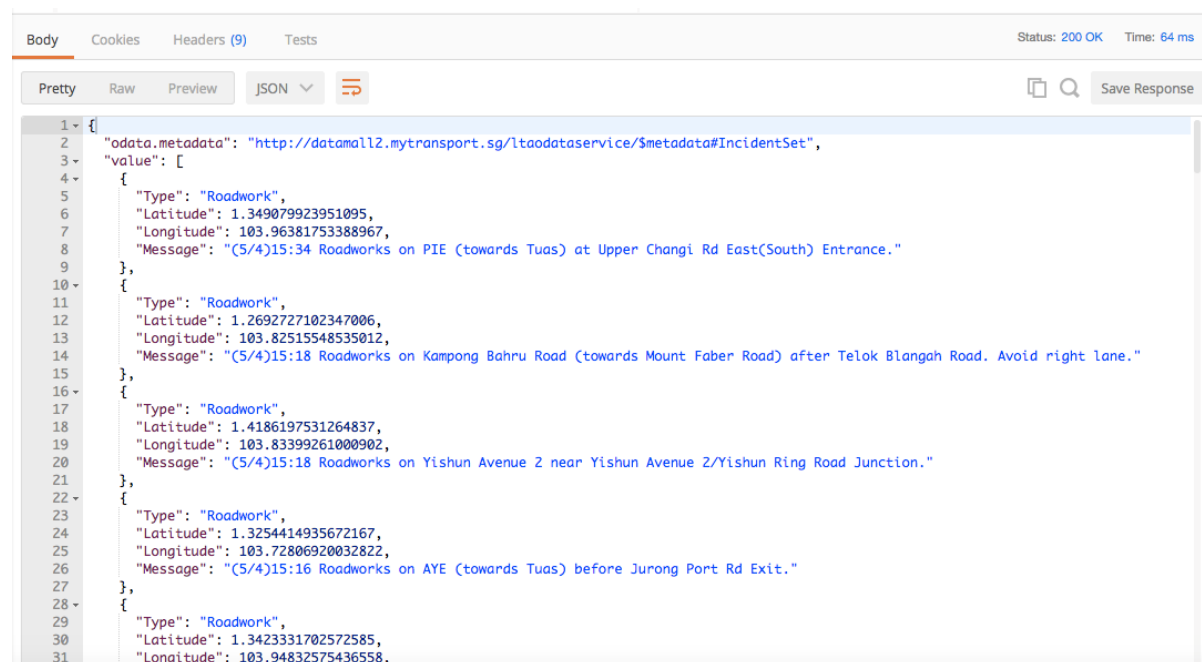 Body Cookies Headers (9) Tests Status: 200 OK Time: 64 ms
Pretty Raw Preview JSON Save Response
1 {
2 "odata.metadata": "http://datamall2.mytransport.sg/ltaodataservice/$metadata#IncidentSet",
3 "value": [
4 {
5 "Type": "Roadwork",
6 "Latitude": 1.349079923951095,
7 "Longitude": 103.96381753388967,
8 "Message": "(5/4)15:34 Roadworks on PIE (towards Tuas) at Upper Changi Rd East(South) Entrance."
9 },
10 {
11 "Type": "Roadwork",
12 "Latitude": 1.2692727102347006,
13 "Longitude": 103.82515548535012,
14 "Message": "(5/4)15:18 Roadworks on Kampong Bahru Road (towards Mount Faber Road) after Telok Blangah Road. Avoid right lane."
15 },
16 {
17 "Type": "Roadwork",
18 "Latitude": 1.4186197531264837,
19 "Longitude": 103.83399261000902,
20 "Message": "(5/4)15:18 Roadworks on Yishun Avenue 2 near Yishun Avenue 2/Yishun Ring Road Junction."
21 },
22 {
23 "Type": "Roadwork",
24 "Latitude": 1.3254414935672167,
25 "Longitude": 103.72806920032822,
26 "Message": "(5/4)15:16 Roadworks on AYE (towards Tuas) before Jurong Port Rd Exit."
27 },
28 {
29 "Type": "Roadwork",
30 "Latitude": 1.3423331702572585,
31 "Longitude": 103.94832575436558,